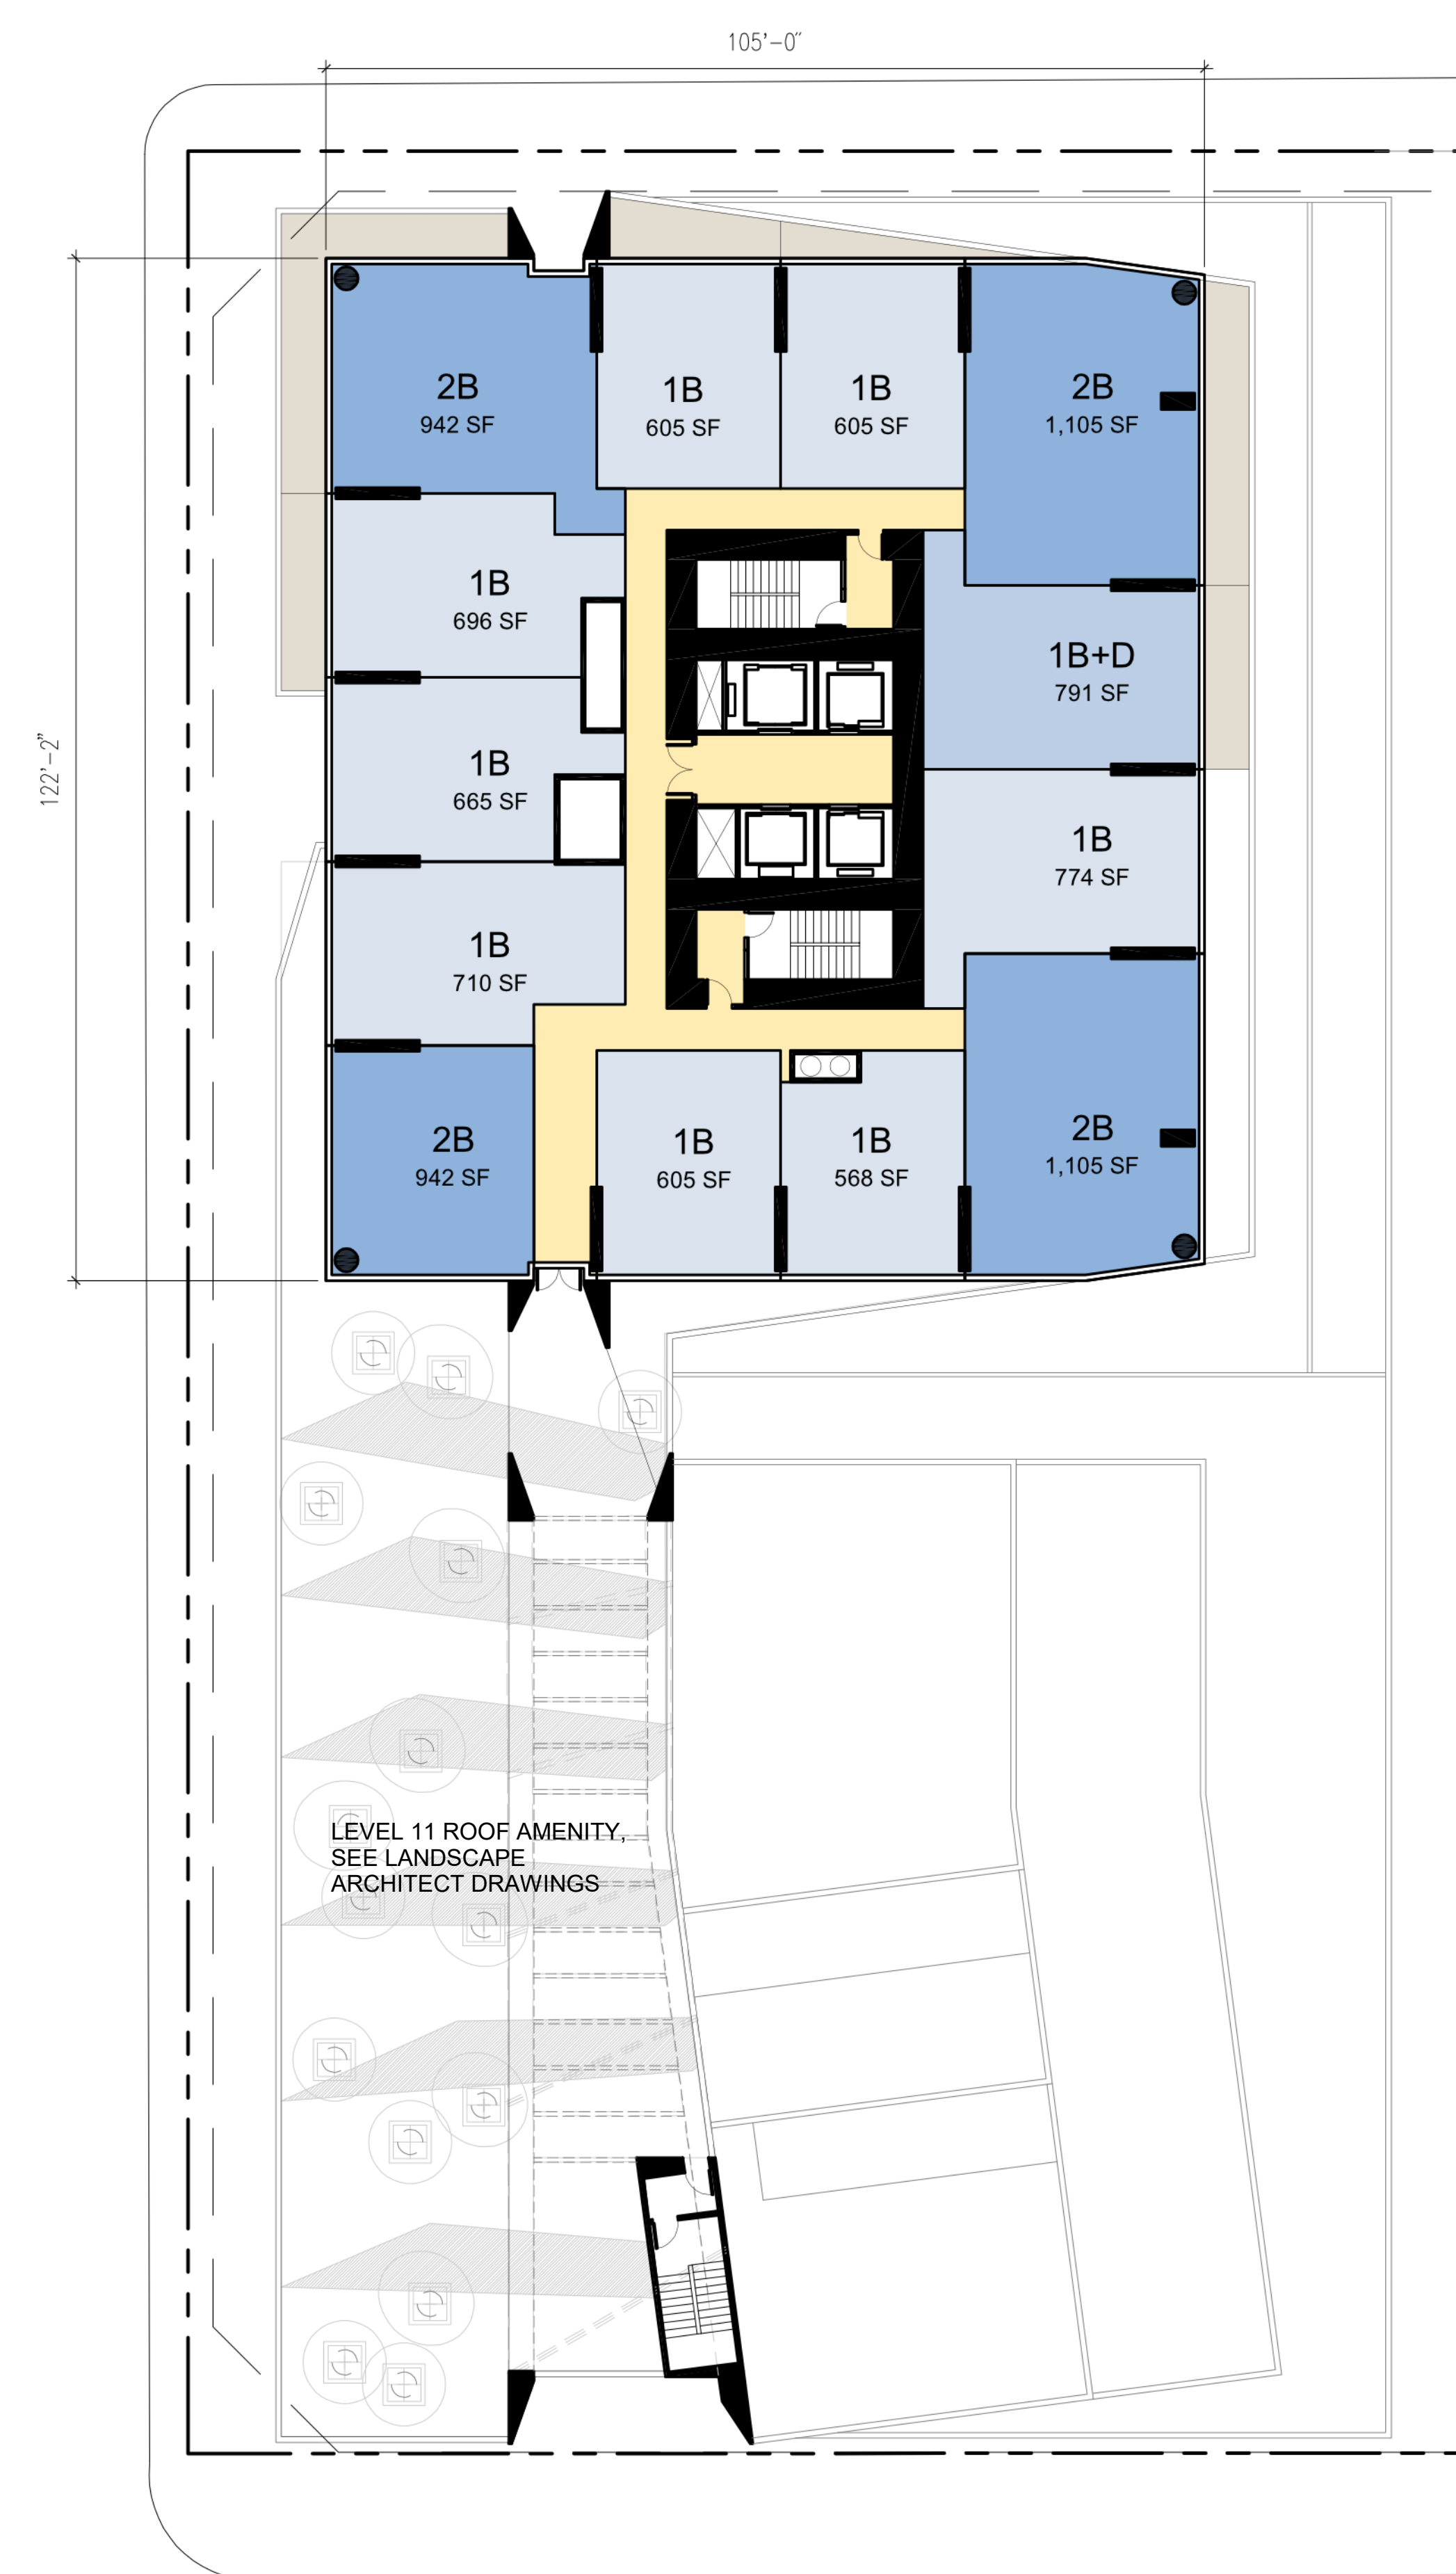 105'-0"
2B
942 SF
1B
605 SF
1B
605 SF
2B
1,105 SF
1B
696 SF
1B+D
791 SF
122'-2"
1B
665 SF
1B
774 SF
1B
710 SF
2B
942 SF
1B
605 SF
1B
568 SF
2B
1,105 SF
LEVEL 11 ROOF AMENITY,
SEE LANDSCAPE
ARCHITECT DRAWINGS